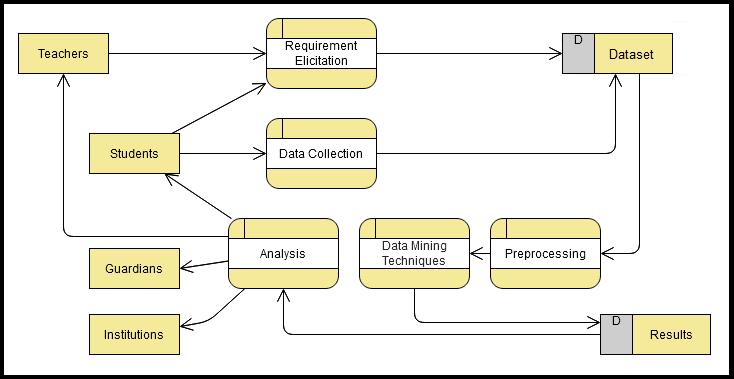 Teachers
Requirement
Elicitation
D
Dataset
Students
Data Collection
Analysis
Data Mining
Techniques
Preprocessing
Guardians
Institutions
D
Results